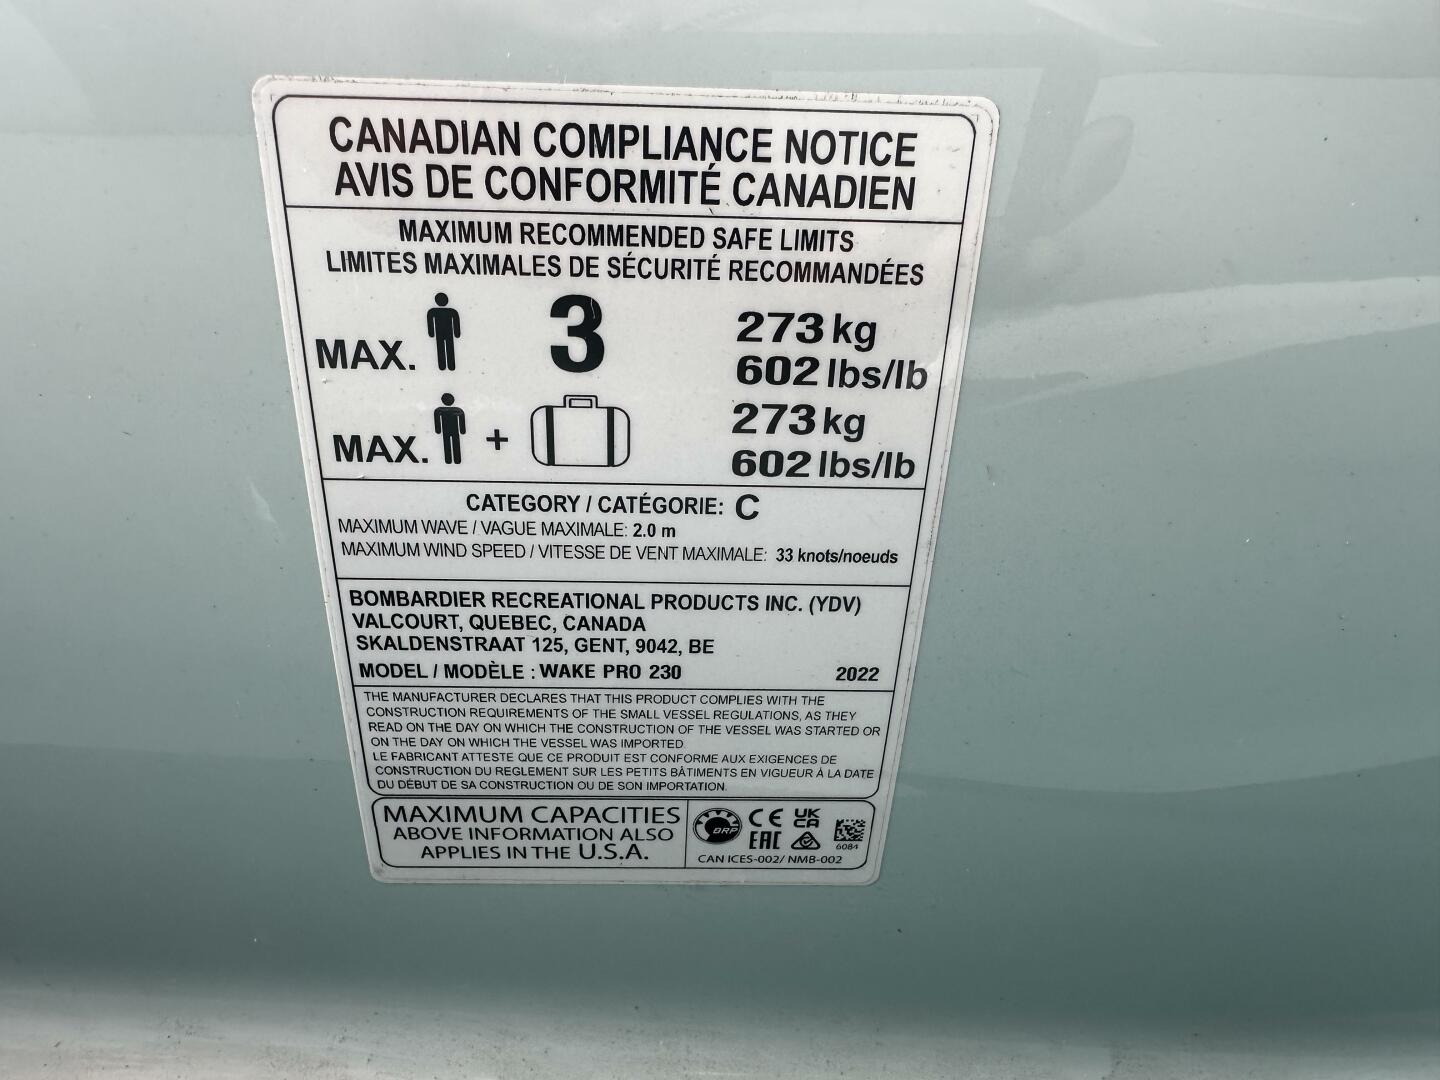 CANADIAN COMPLIANCE NOTICE
AVIS DE CONFORMITÉ CANADIEN
MAXIMUM RECOMMENDED SAFE LIMITS
LIMITES MAXIMALES DE SÉCURITÉ RECOMMANDÉES
MAX. 3 273 kg
602 lbs/lb
MAX. + 273 kg
602 lbs/lb
CATEGORY / CATÉGORIE: C
MAXIMUM WAVE / VAGUE MAXIMALE: 2.0 m
MAXIMUM WIND SPEED / VITESSE DE VENT MAXIMALE: 33 knots/noeuds
BOMBARDIER RECREATIONAL PRODUCTS INC. (YDV)
VALCOURT, QUEBEC, CANADA
SKALDENSTRAAT 125, GENT, 9042, BE
MODEL / MODÈLE : WAKE PRO 230 2022
THE MANUFACTURER DECLARES THAT THIS PRODUCT COMPLIES WITH THE
CONSTRUCTION REQUIREMENTS OF THE SMALL VESSEL REGULATIONS, AS THEY
READ ON THE DAY ON WHICH THE CONSTRUCTION OF THE VESSEL WAS STARTED OR
ON THE DAY ON WHICH THE VESSEL WAS IMPORTED.
LE FABRICANT ATTESTE QUE CE PRODUIT EST CONFORME AUX EXIGENCES DE
CONSTRUCTION DU REGLEMENT SUR LES PETITS BÂTIMENTS EN VIGUEUR À LA DATE
DU DÉBUT DE SA CONSTRUCTION OU DE SON IMPORTATION.
MAXIMUM CAPACITIES
ABOVE INFORMATION ALSO
APPLIES IN THE U.S.A.
BRP CE UK
CA
EAC
6084
CAN ICES-002/ NMB-002